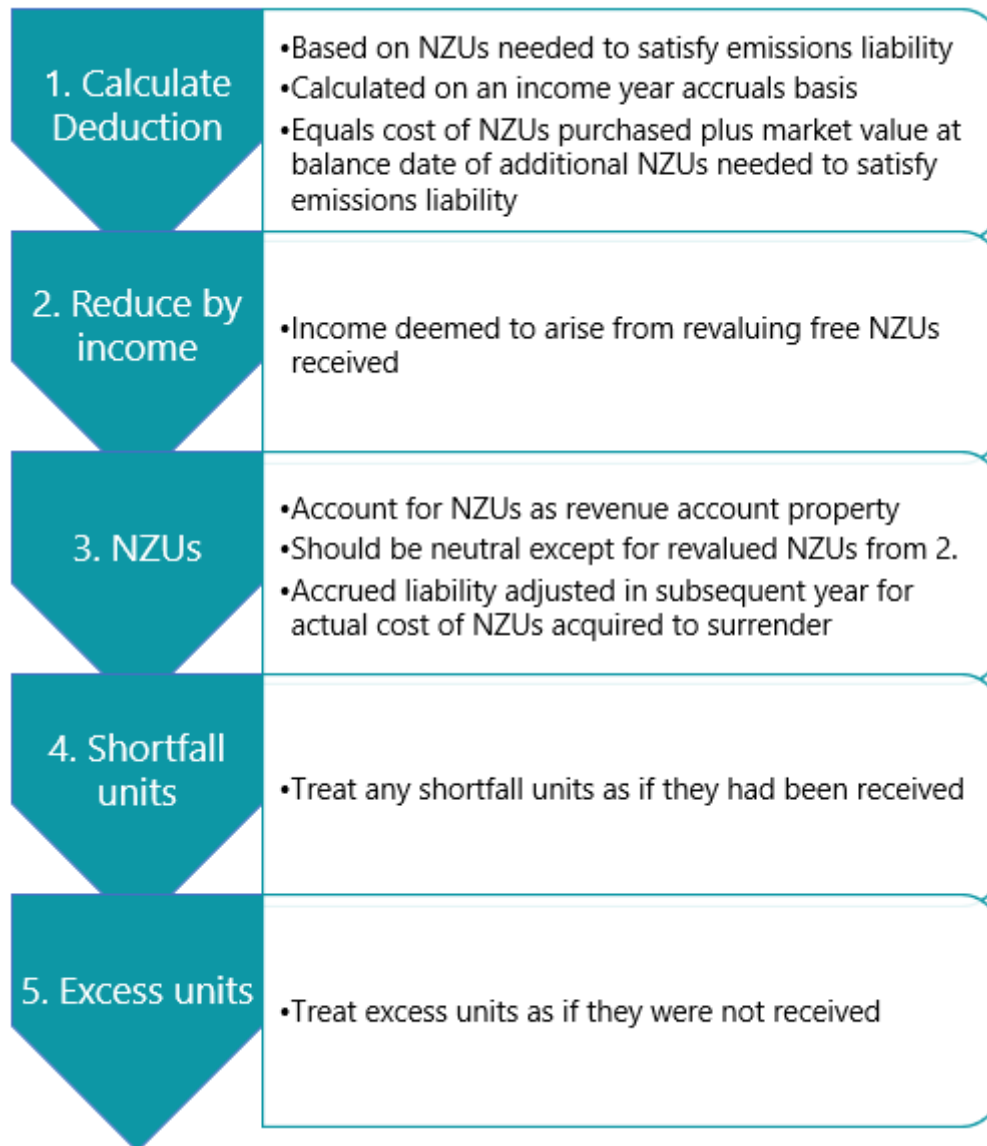 1. Calculate
Deduction
•Based on NZUs needed to satisfy emissions liability
•Calculated on an income year accruals basis
•Equals cost of NZUs purchased plus market value at
balance date of additional NZUs needed to satisfy
emissions liability
2. Reduce by
income
•Income deemed to arise from revaluing free NZUs
received
3. NZUs
•Account for NZUs as revenue account property
•Should be neutral except for revalued NZUs from 2.
•Accrued liability adjusted in subsequent year for
actual cost of NZUs acquired to surrender
4. Shortfall
units
•Treat any shortfall units as if they had been received
5. Excess units
•Treat excess units as if they were not received